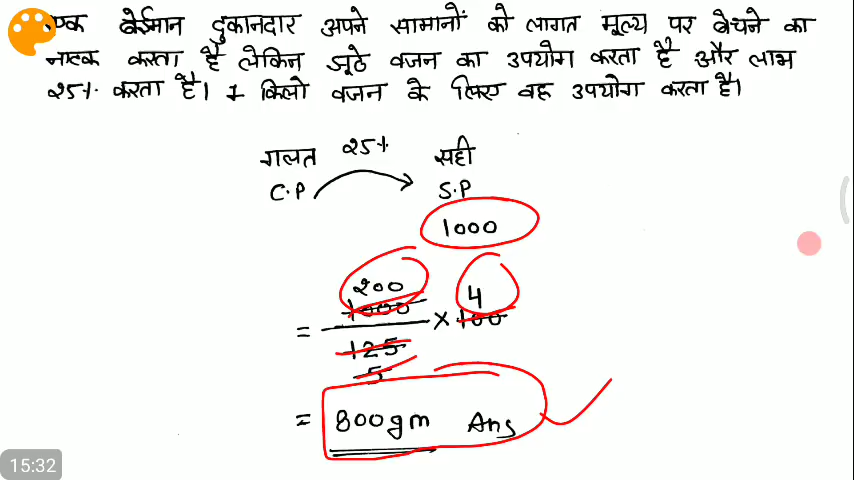 एक बेईमान दुकानदार अपने सामानों को लागत मूल्य पर बेचने का
नाटक करता है लेकिन झूठे वजन का उपयोग करता है और लाभ
25% करता है। 1 किलो वजन के लिए वह उपयोग करता है।
गलत 25% सही
C.P S.P
1000
200 4
= 1000 × 100
125
5
= 800gm Ans
15:32